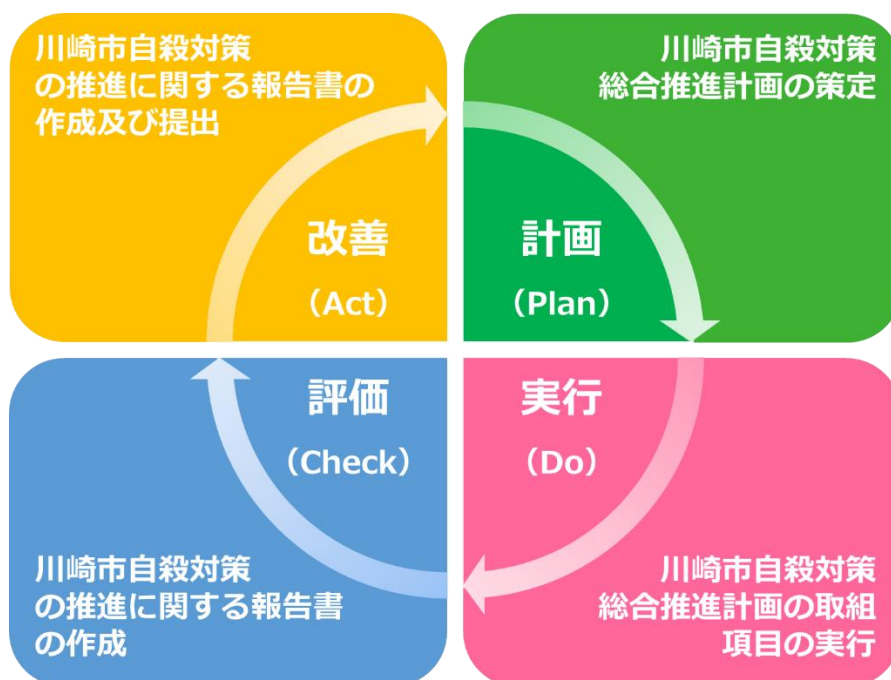 川崎市自殺対策
の推進に関する報告書の
作成及び提出
川崎市自殺対策
総合推進計画の策定
改善
（Act）
計画
（Plan）
評価
（Check）
実行
（Do）
川崎市自殺対策
の推進に関する報告書
の作成
川崎市自殺対策
総合推進計画の取組
項目の実行